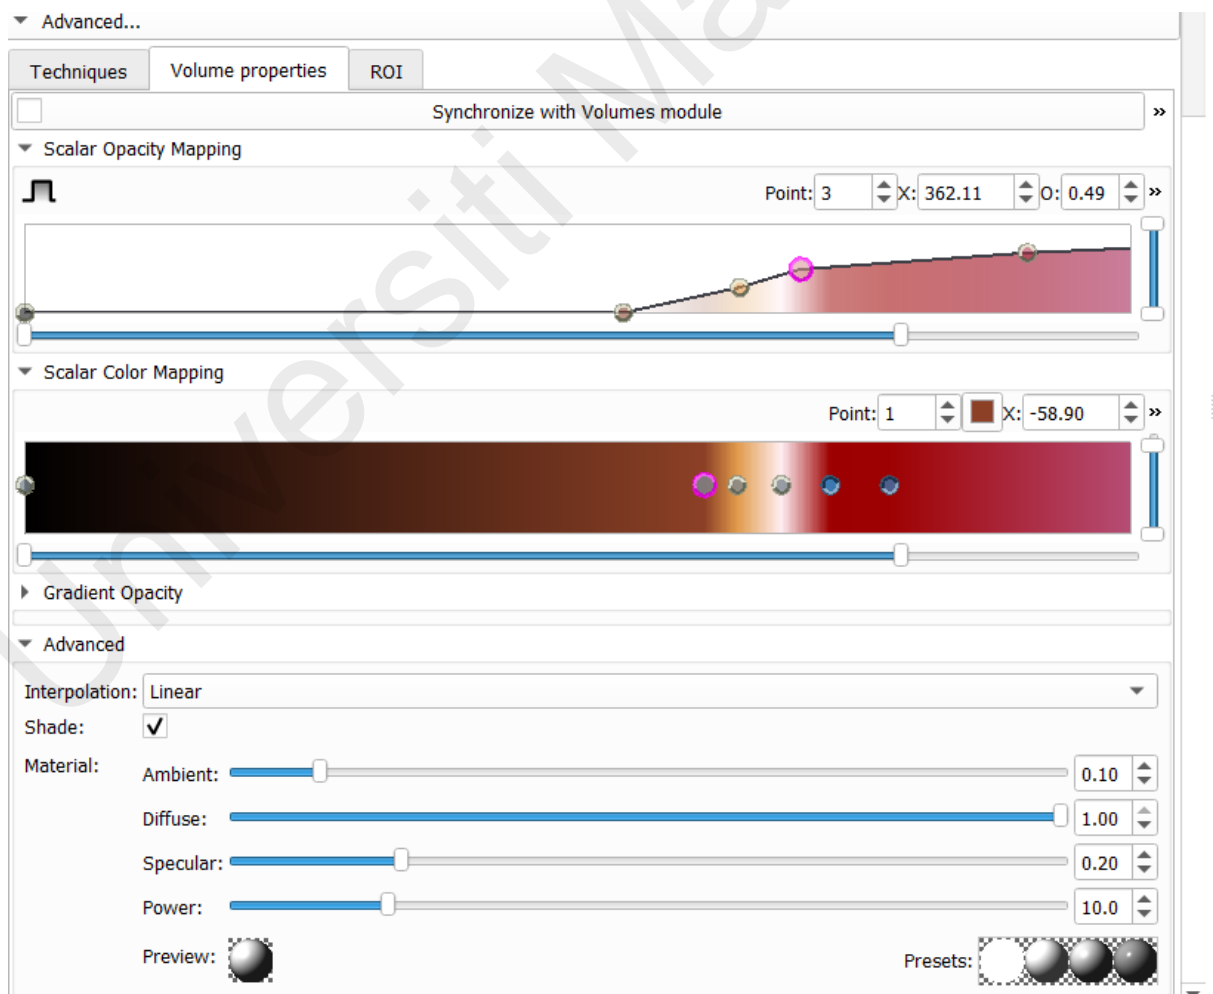 Advanced...
Techniques Volume properties ROI
Synchronize with Volumes module »
Scalar Opacity Mapping
Point: 3 X: 362.11 O: 0.49 »
Scalar Color Mapping
Point: 1 X: -58.90 »
Gradient Opacity
Advanced
Interpolation: Linear
Shade:
Material: Ambient: 0.10
Diffuse: 1.00
Specular: 0.20
Power: 10.0
Preview: Presets:
Universiti Ma